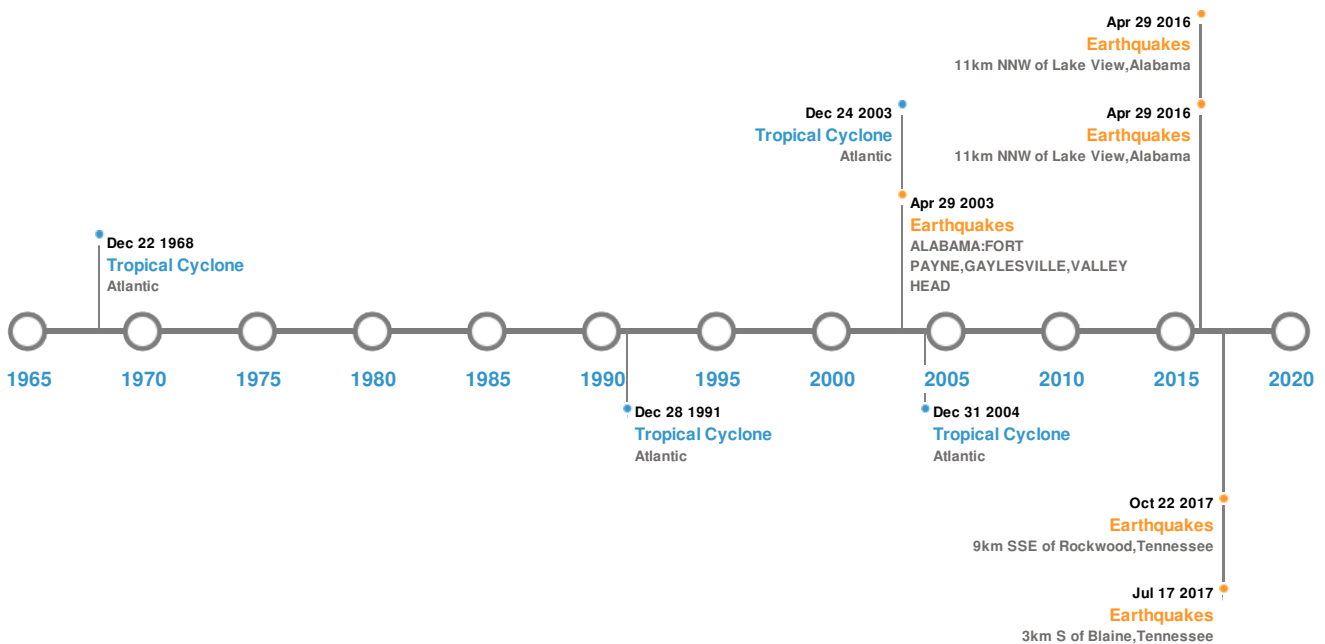 Apr 29 2016
Earthquakes
11km NNW of Lake View,Alabama
Dec 24 2003
Tropical Cyclone
Atlantic
Apr 29 2016
Earthquakes
11km NNW of Lake View,Alabama
Apr 29 2003
Earthquakes
ALABAMA:FORT
PAYNE,GAYLESVILLE,VALLEY
HEAD
Dec 22 1968
Tropical Cyclone
Atlantic
1965 1970 1975 1980 1985 1990 1995 2000 2005 2010 2015 2020
Dec 28 1991
Tropical Cyclone
Atlantic
Dec 31 2004
Tropical Cyclone
Atlantic
Oct 22 2017
Earthquakes
9km SSE of Rockwood,Tennessee
Jul 17 2017
Earthquakes
3km S of Blaine,Tennessee